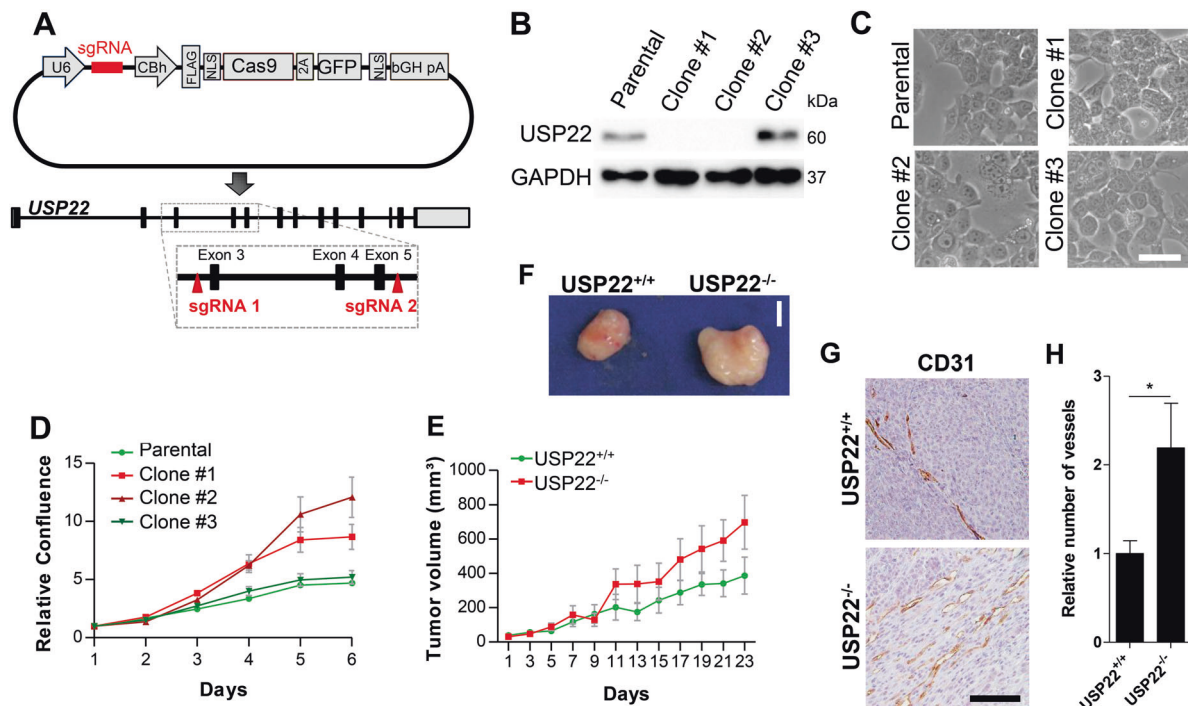 A
sgRNA
U6
CBh
FLAG
NLS
Cas9
2A
GFP
NLS
bGH pA
USP22
Exon 3
Exon 4
Exon 5
sgRNA 1
sgRNA 2
B
Parental
Clone #1
Clone #2
Clone #3
kDa
USP22
60
GAPDH
37
C
Parental
Clone #1
Clone #2
Clone #3
D
Parental
Clone #1
Clone #2
Clone #3
Relative Confluence
15
10
5
0
1 2 3 4 5 6
Days
E
USP22+/+
USP22-/-
Tumor volume (mm³)
1000
800
600
400
200
0
1 3 5 7 9 11 13 15 17 19 21 23
Days
F
USP22+/+ USP22-/-
G
CD31
USP22+/+
USP22-/-
H
Relative number of vessels
3
2
1
0
*
USP22+/+
USP22-/-